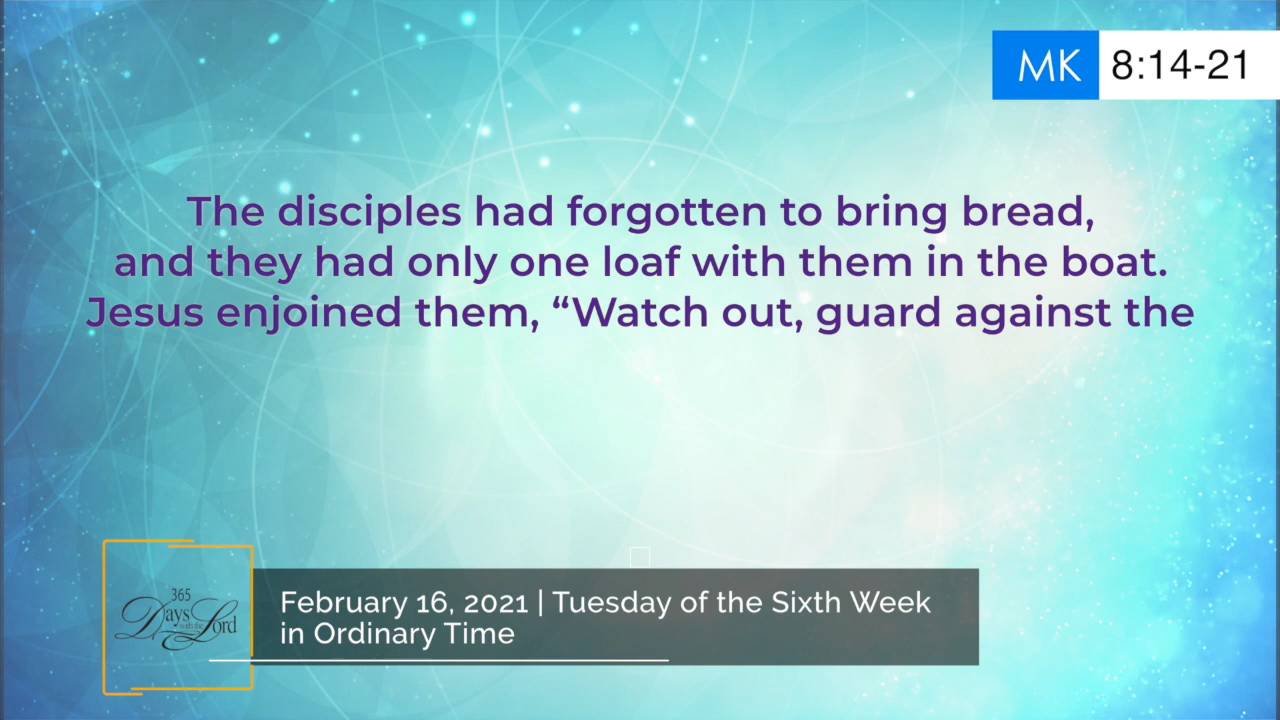 MK 8:14-21
The disciples had forgotten to bring bread,
and they had only one loaf with them in the boat.
Jesus enjoined them, “Watch out, guard against the
365
Days with the Lord
February 16, 2021 | Tuesday of the Sixth Week
in Ordinary Time